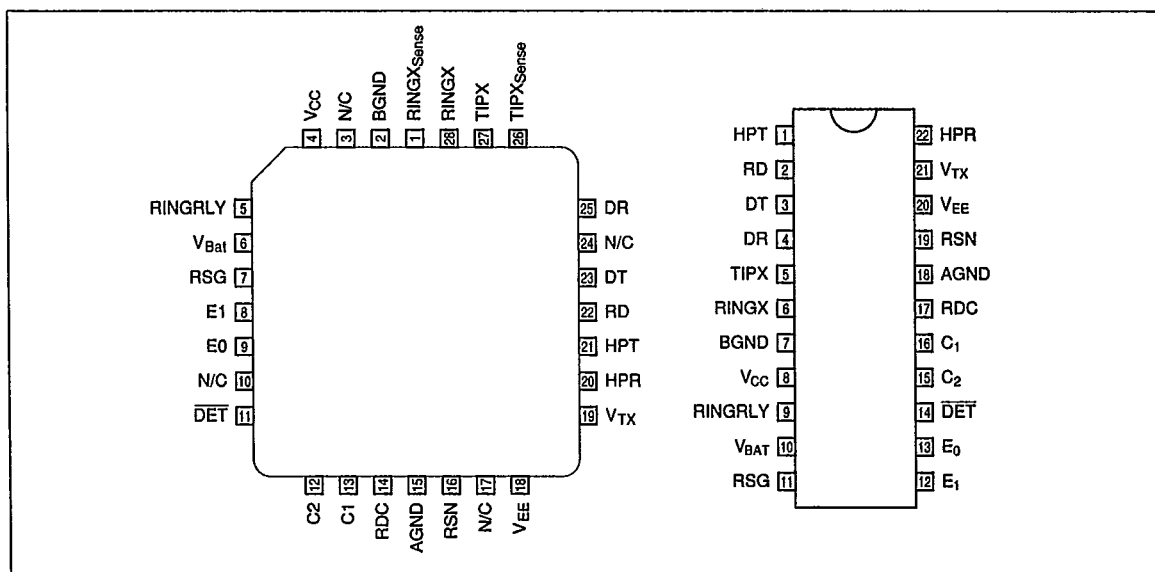 VCC N/C BGND RINGXSense RINGX TIPX TIPXSense
4 3 2 1 28 27 26
RINGRLY 5
VBat 6
RSG 7
E1 8
E0 9
N/C 10
DET 11
25 DR
24 N/C
23 DT
22 RD
21 HPT
20 HPR
19 VTX
12 13 14 15 16 17 18
C2 C1 RDC AGND RSN N/C VEE
HPT 1
RD 2
DT 3
DR 4
TIPX 5
RINGX 6
BGND 7
VCC 8
RINGRLY 9
VBAT 10
RSG 11
22 HPR
21 VTX
20 VEE
19 RSN
18 AGND
17 RDC
16 C1
15 C2
14 DET
13 E0
12 E1